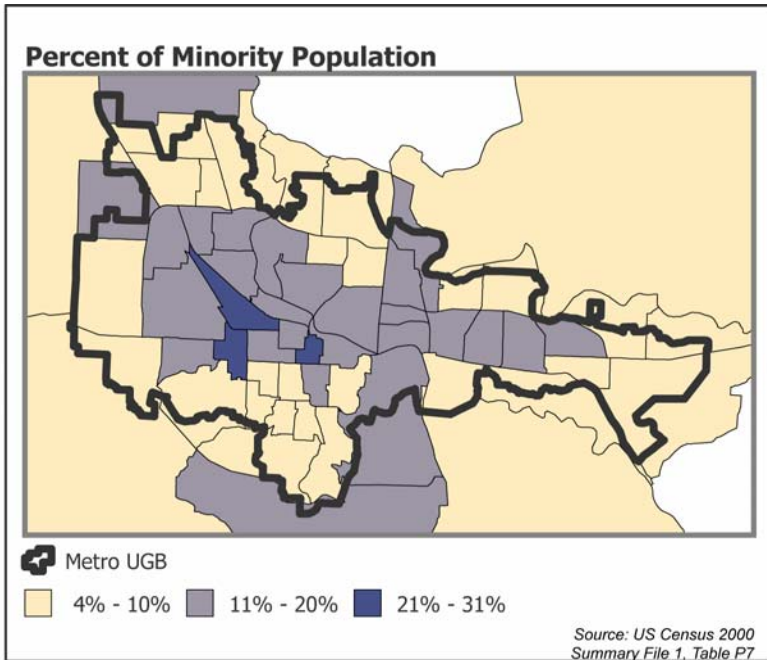 Percent of Minority Population
Metro UGB
4% - 10% 11% - 20% 21% - 31%
Source: US Census 2000
Summary File 1, Table P7